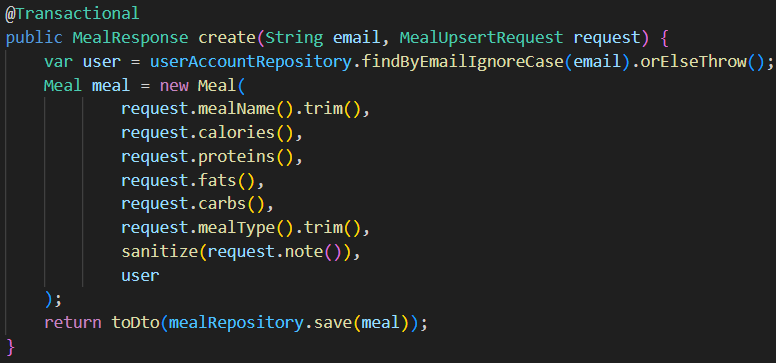 @Transactional
public MealResponse create(String email, MealUpsertRequest request) {
    var user = userAccountRepository.findByEmailIgnoreCase(email).orElseThrow();
    Meal meal = new Meal(
            request.mealName().trim(),
            request.calories(),
            request.proteins(),
            request.fats(),
            request.carbs(),
            request.mealType().trim(),
            sanitize(request.note()),
            user
    );
    return toDto(mealRepository.save(meal));
}